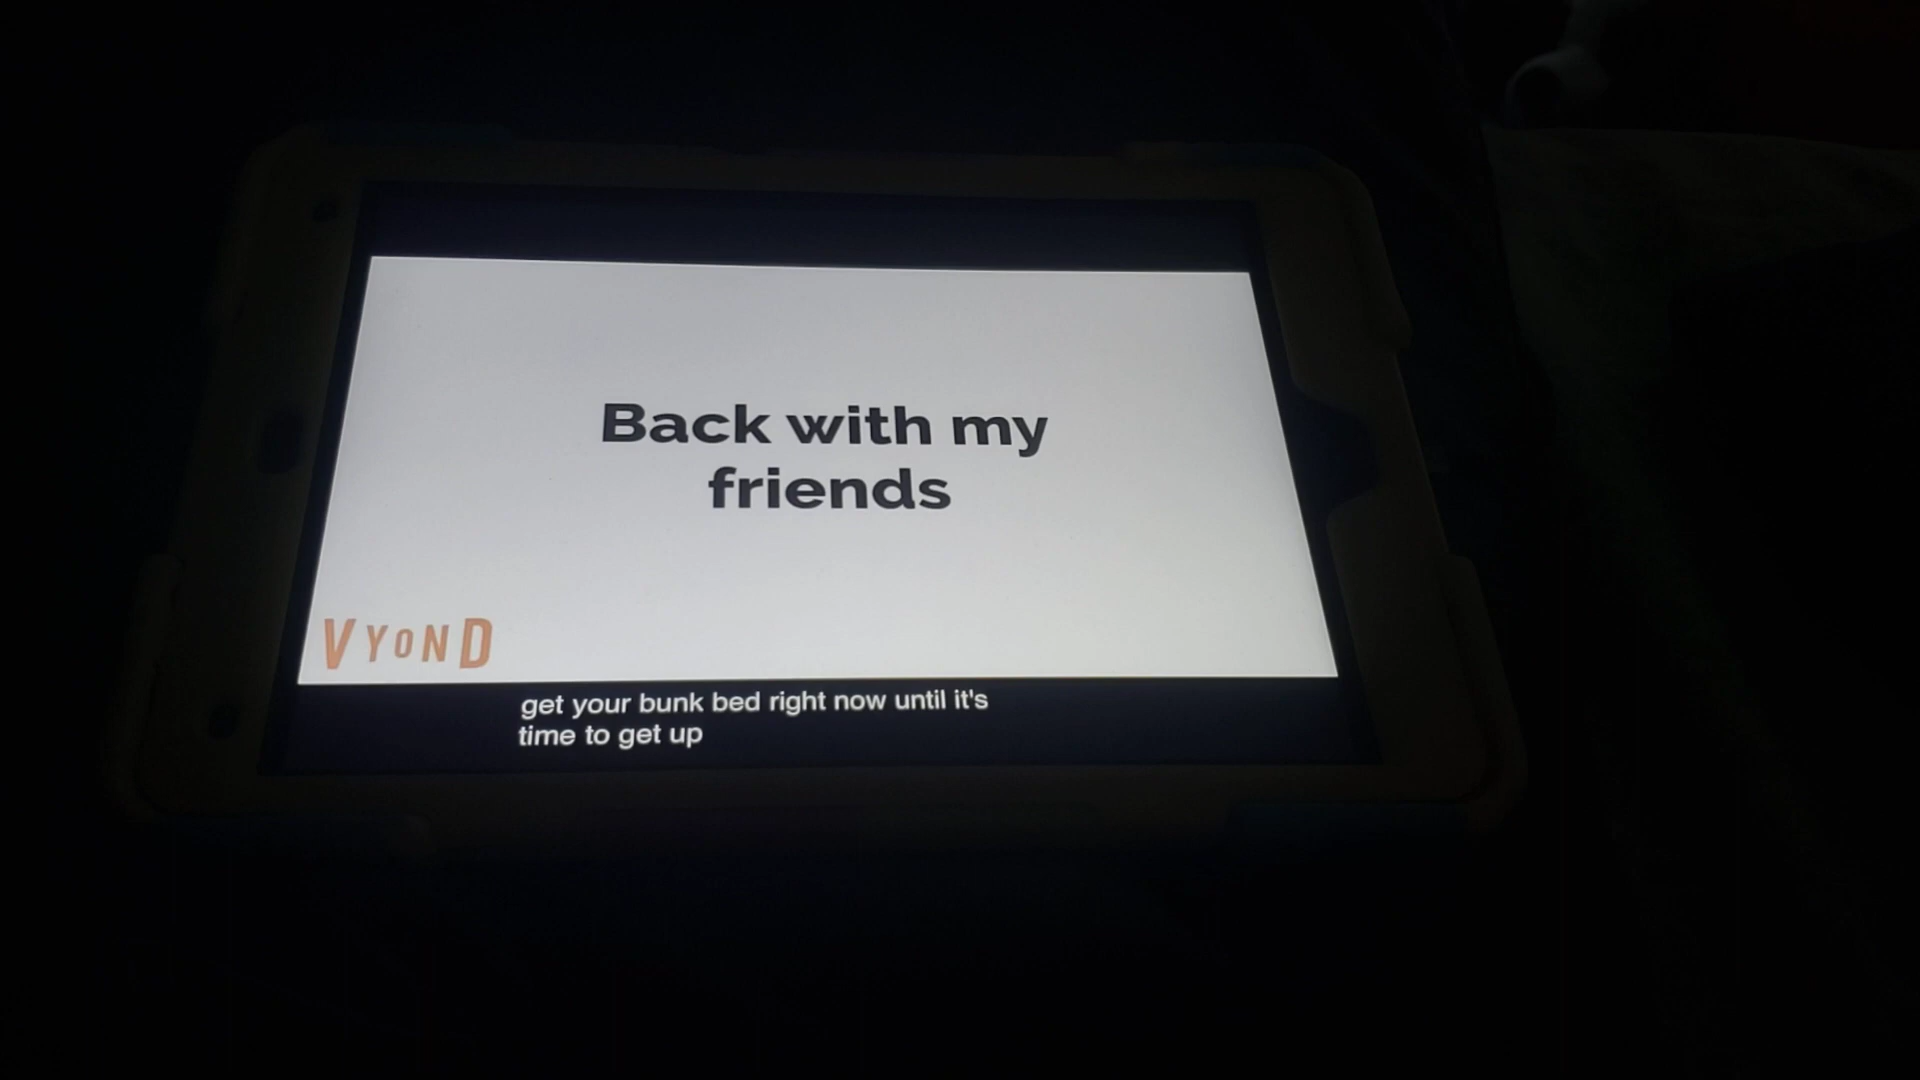 Back with my
friends
VYOND
get your bunk bed right now until it's
time to get up